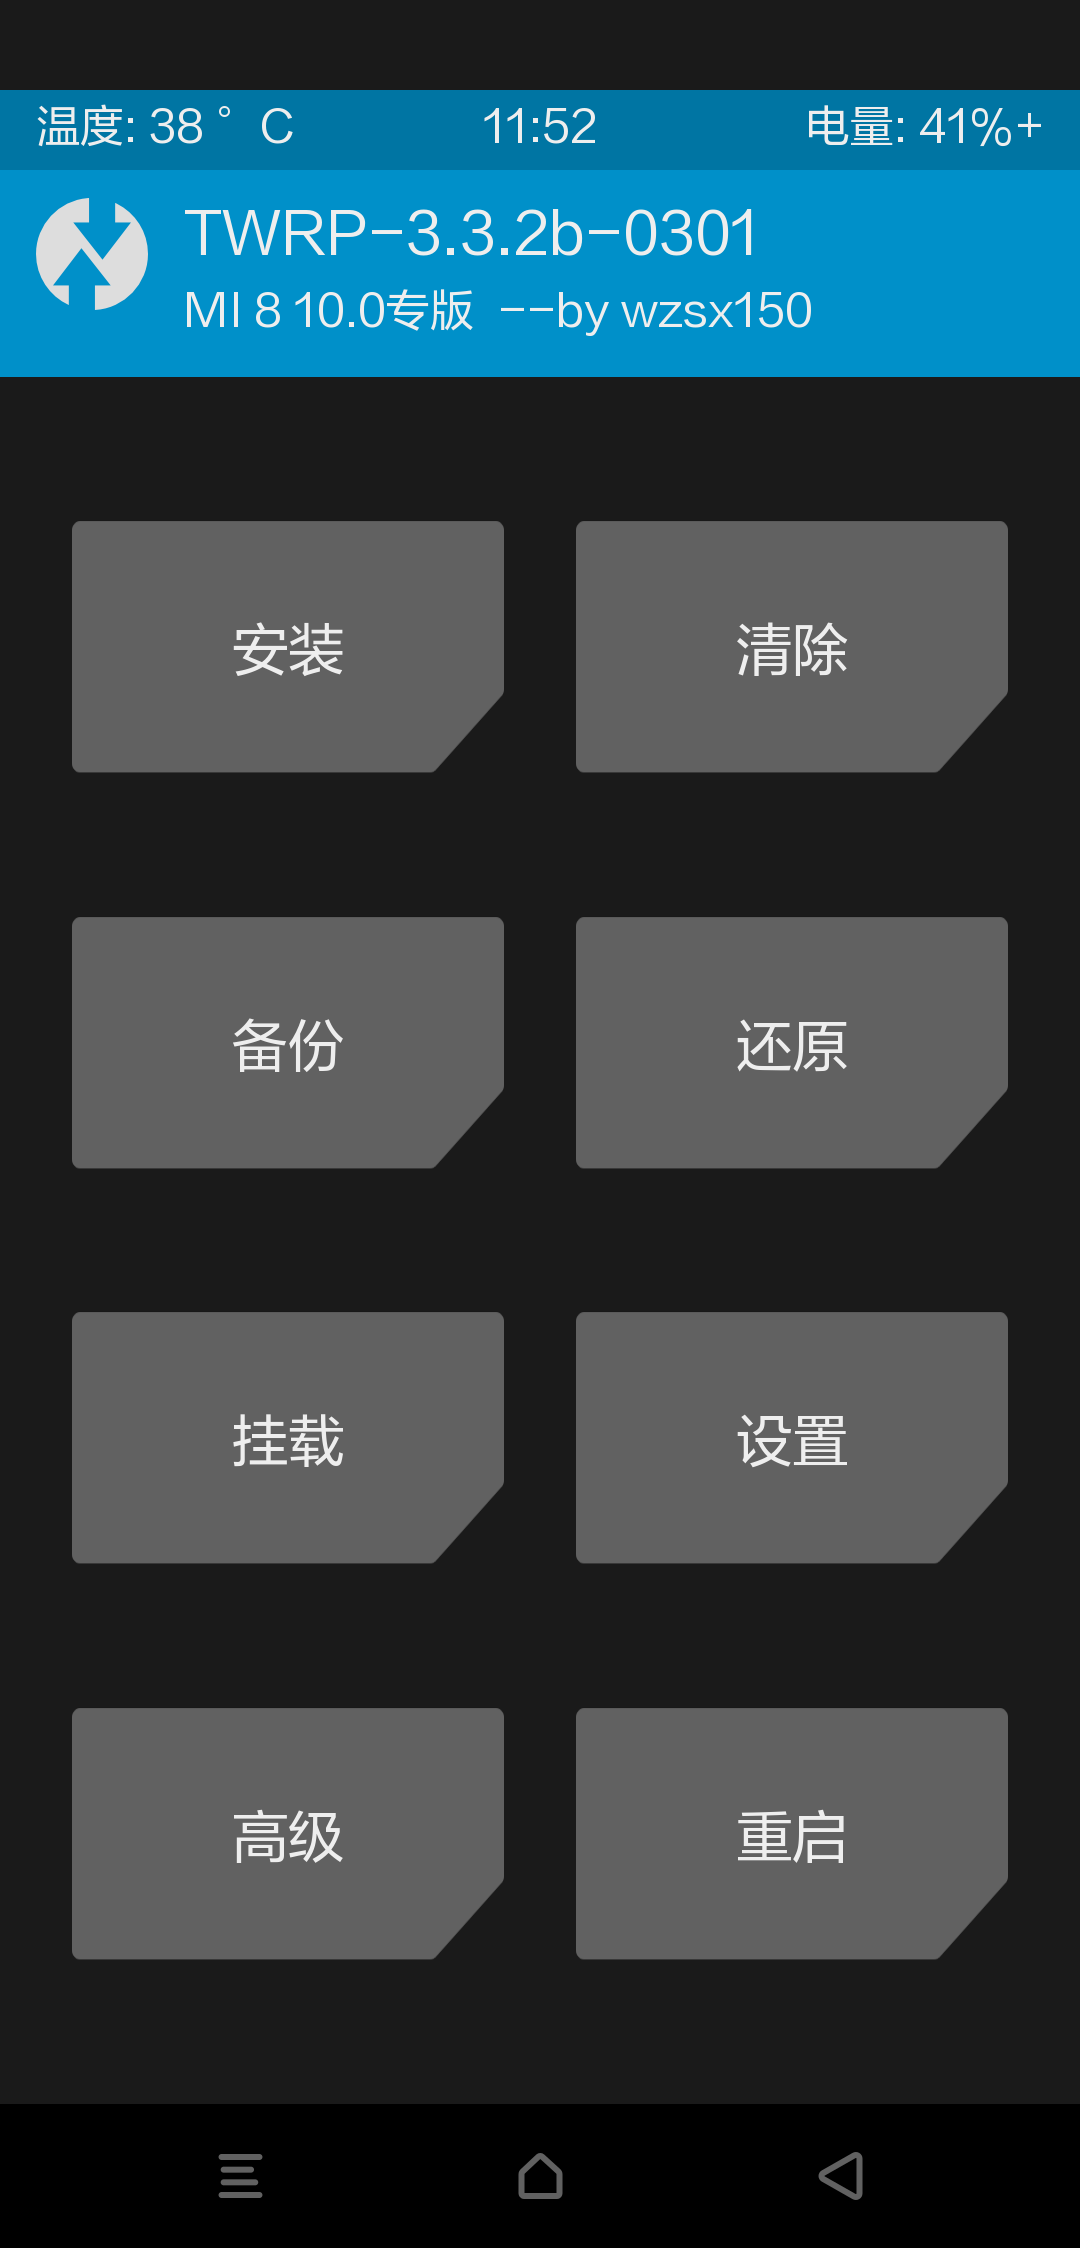 温度: 38 °C 11:52 电量: 41%+
TWRP-3.3.2b-0301
MI 8 10.0专版 --by wzsx150
安装 清除
备份 还原
挂载 设置
高级 重启